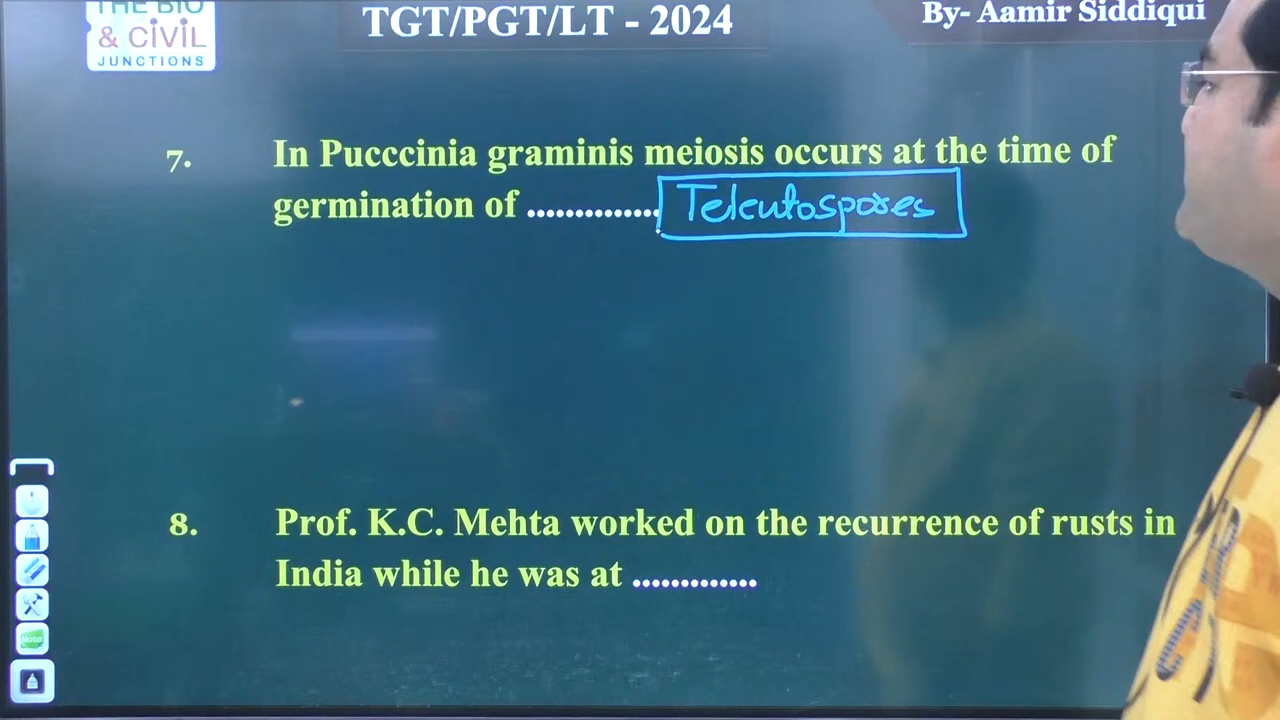 THE BIO
& CIVIL
JUNCTIONS
TGT/PGT/LT - 2024
By- Aamir Siddiqui
7. In Pucccinia graminis meiosis occurs at the time of
germination of .............. Teleutospores
8. Prof. K.C. Mehta worked on the recurrence of rusts in
India while he was at .............
Note